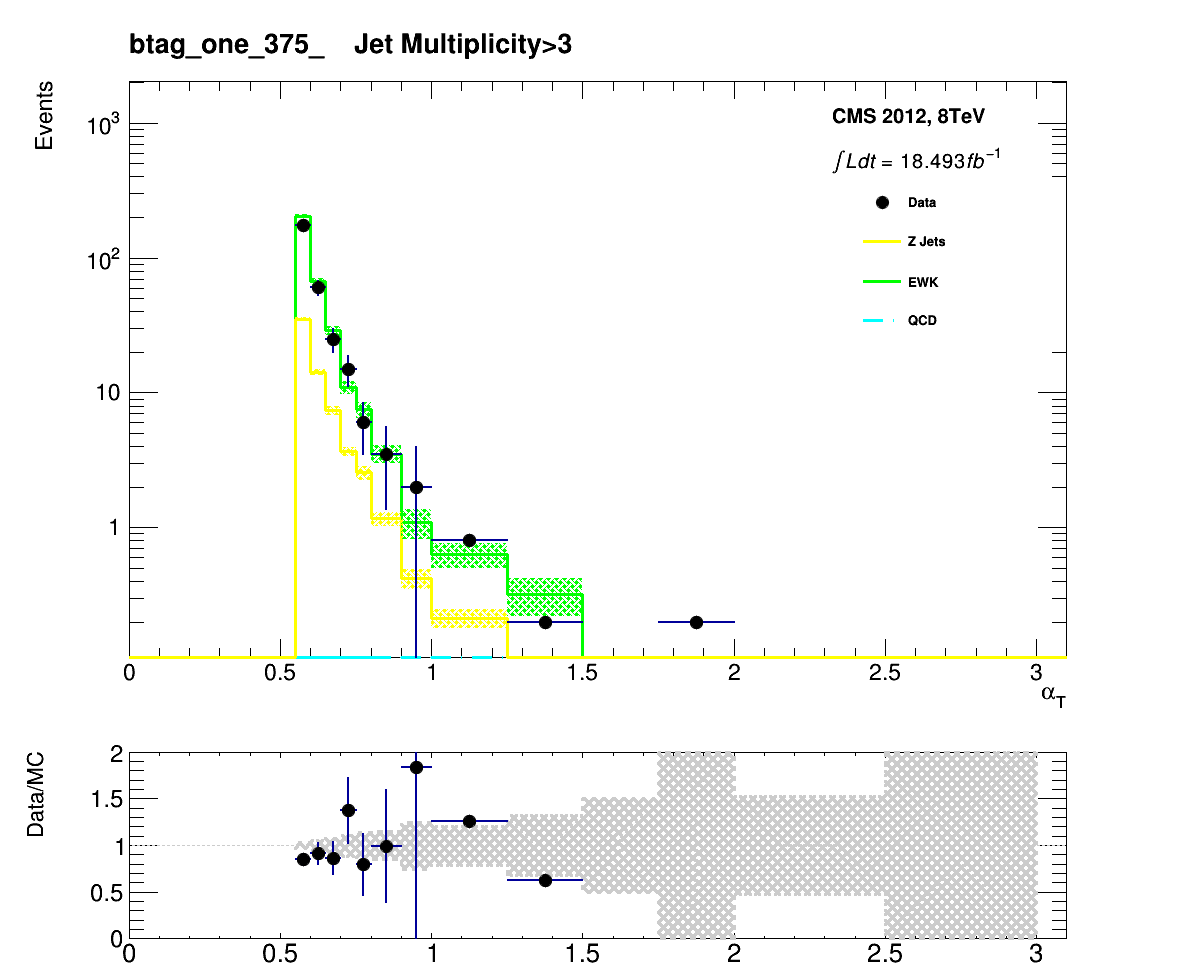 btag_one_375_ Jet Multiplicity>3
Events
10³
10²
10
1
CMS 2012, 8TeV
∫Ldt = 18.493fb⁻¹
Data
Z Jets
EWK
QCD
0 0.5 1 1.5 2 2.5 3
α_T
Data/MC
2
1.5
1
0.5
0
0 0.5 1 1.5 2 2.5 3